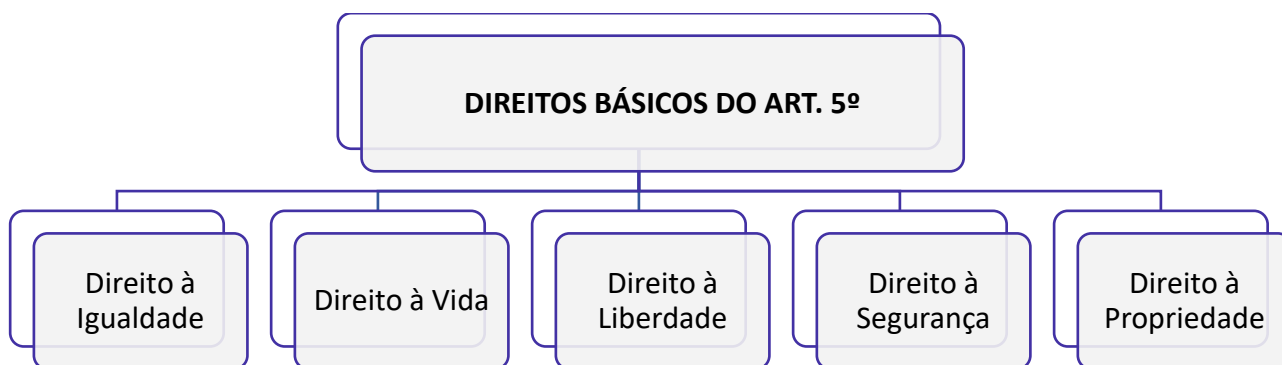 DIREITOS BÁSICOS DO ART. 5º
Direito à
Igualdade
Direito à Vida
Direito à
Liberdade
Direito à
Segurança
Direito à
Propriedade